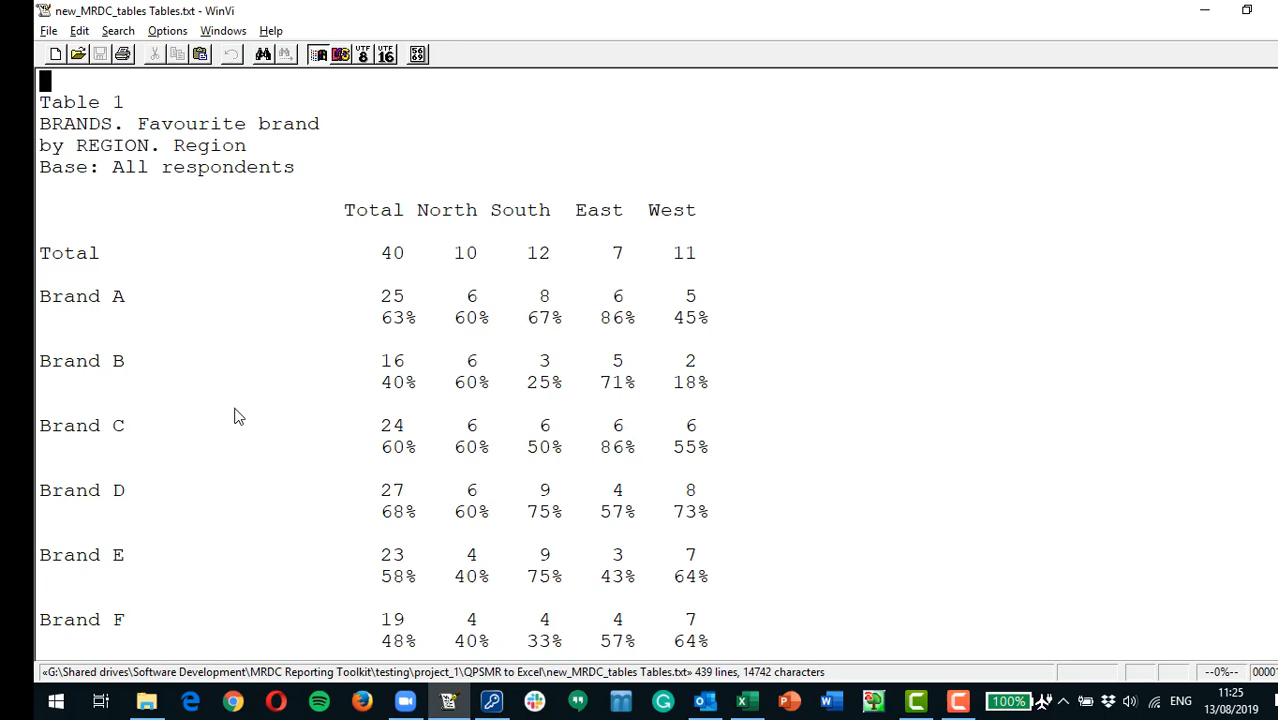 new_MRDC_tables Tables.txt - WinVi
File Edit Search Options Windows Help
UTF 8 UTF 16
Table 1
BRANDS. Favourite brand
by REGION. Region
Base: All respondents
Total North South East West
Total 40 10 12 7 11
Brand A 25 6 8 6 5
63% 60% 67% 86% 45%
Brand B 16 6 3 5 2
40% 60% 25% 71% 18%
Brand C 24 6 6 6 6
60% 60% 50% 86% 55%
Brand D 27 6 9 4 8
68% 60% 75% 57% 73%
Brand E 23 4 9 3 7
58% 40% 75% 43% 64%
Brand F 19 4 4 4 7
48% 40% 33% 57% 64%
«G:\Shared drives\Software Development\MRDC Reporting Toolkit\testing\project_1\QPSMR to Excel\new_MRDC_tables Tables.txt» 439 lines, 14742 characters --0%-- 0000
100% ENG 11:25
13/08/2019